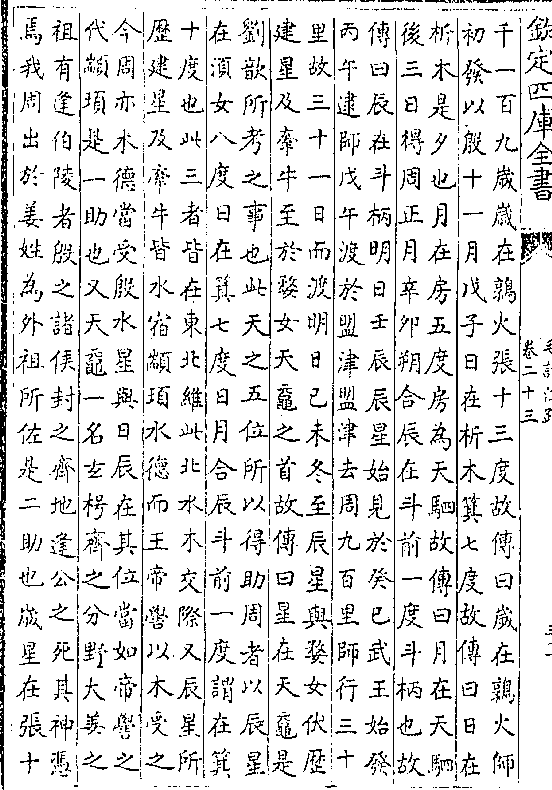 欽定四庫全書
毛詩注疏
卷二十三
千一百九歲歲在鶉火張十三度故傳曰歲在鶉火師
初發以殷十一月戊子日在析木箕七度故傳曰日在
析木是夕也月在房五度房為天駟故傳曰月在天駟
後三日得周正月辛卯朔合辰在斗前一度斗柄也故
傳曰辰在斗柄明日壬辰辰星始見於癸巳武王始發
丙午逮師戊午渡於盟津盟津去周九百里師行三十
里故三十一日而渡明日己未冬至辰星與婺女伏歷
建星及牽牛至於婺女天黿之首故傳曰星在天黿是
劉歆所考之事也此天之五位所以得助周者以辰星
在須女八度日在箕七度日月合辰斗前一度謂在箕
十度也此三者皆在東北維此北水木交際又辰星所
歷建星及牽牛皆水宿顓頊水德而王帝嚳以木受之
今周亦木德當受殷水星與日辰在其位當如帝嚳之
代顓頊是一助也又天黿一名玄枵齊之分野大姜之
祖有逢伯陵者殷之諸侯封之齊地逢公之死其神憑
焉我周出於姜姓為外祖所佐是二助也歲星在張十